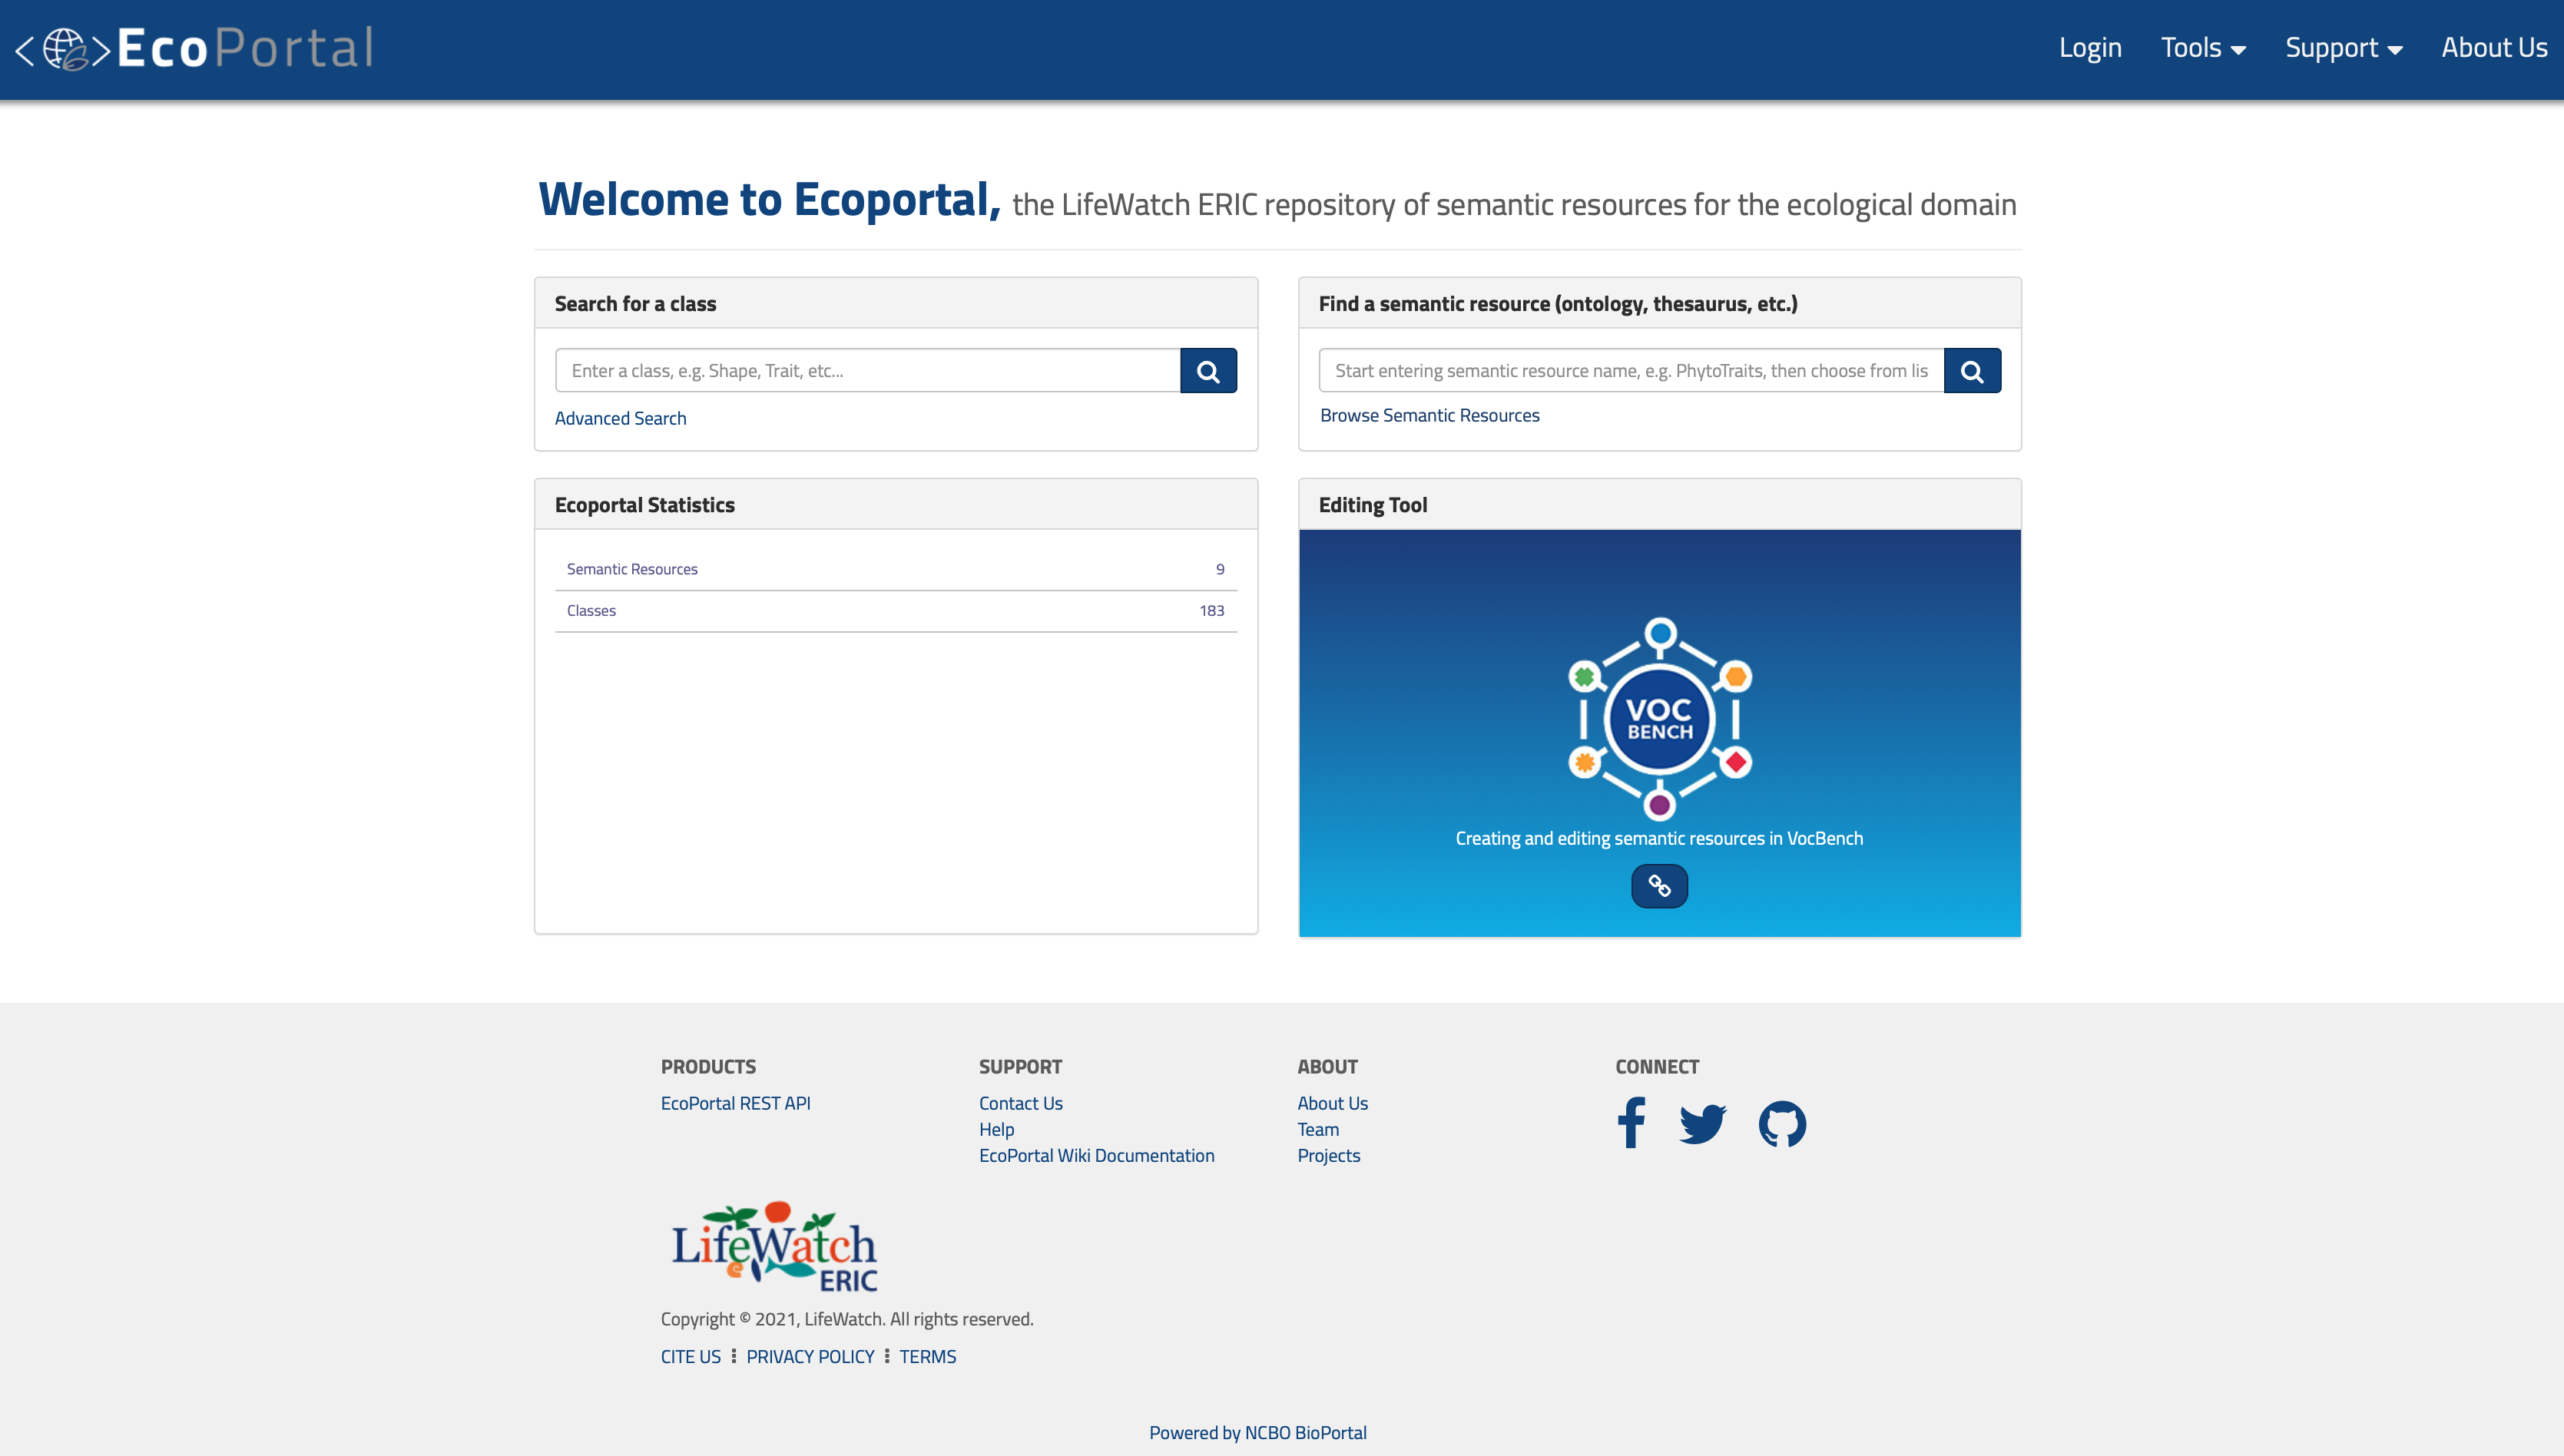 EcoPortal
Login Tools Support About Us
Welcome to Ecoportal, the LifeWatch ERIC repository of semantic resources for the ecological domain
Search for a class
Enter a class, e.g. Shape, Trait, etc...
Advanced Search
Find a semantic resource (ontology, thesaurus, etc.)
Start entering semantic resource name, e.g. PhytoTraits, then choose from lis
Browse Semantic Resources
Ecoportal Statistics
Semantic Resources 9
Classes 183
Editing Tool
VOC
BENCH
Creating and editing semantic resources in VocBench
PRODUCTS
EcoPortal REST API
SUPPORT
Contact Us
Help
EcoPortal Wiki Documentation
ABOUT
About Us
Team
Projects
CONNECT
LifeWatch
ERIC
Copyright © 2021, LifeWatch. All rights reserved.
CITE US ⋮ PRIVACY POLICY ⋮ TERMS
Powered by NCBO BioPortal